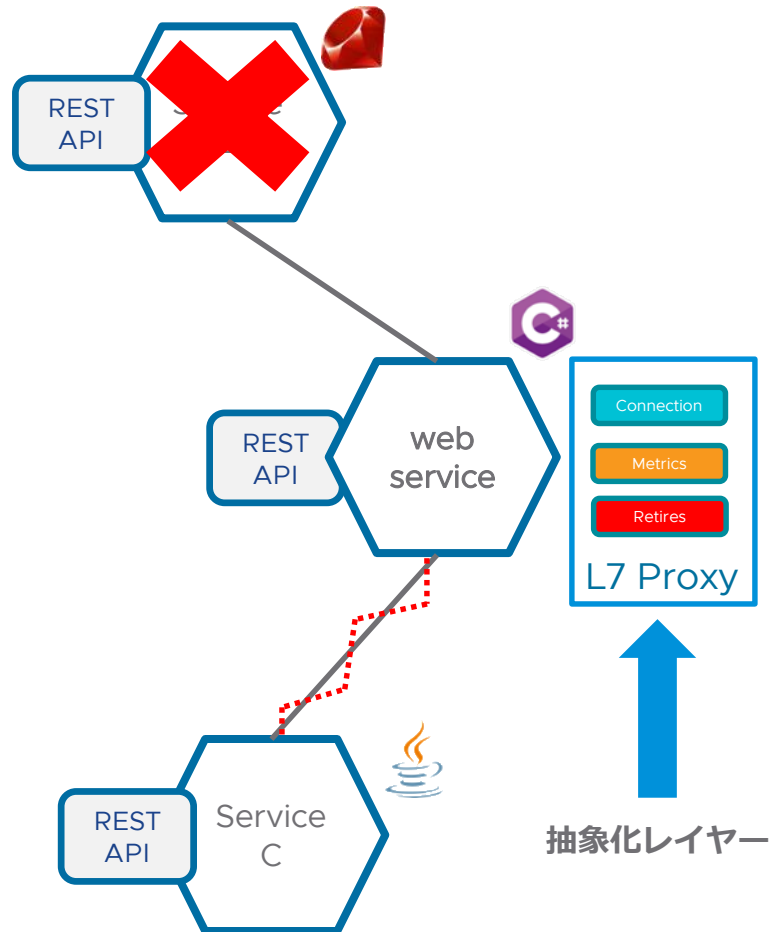 REST
API
C#
REST
API
web
service
Connection
Metrics
Retires
L7 Proxy
REST
API
Service
C
抽象化レイヤー